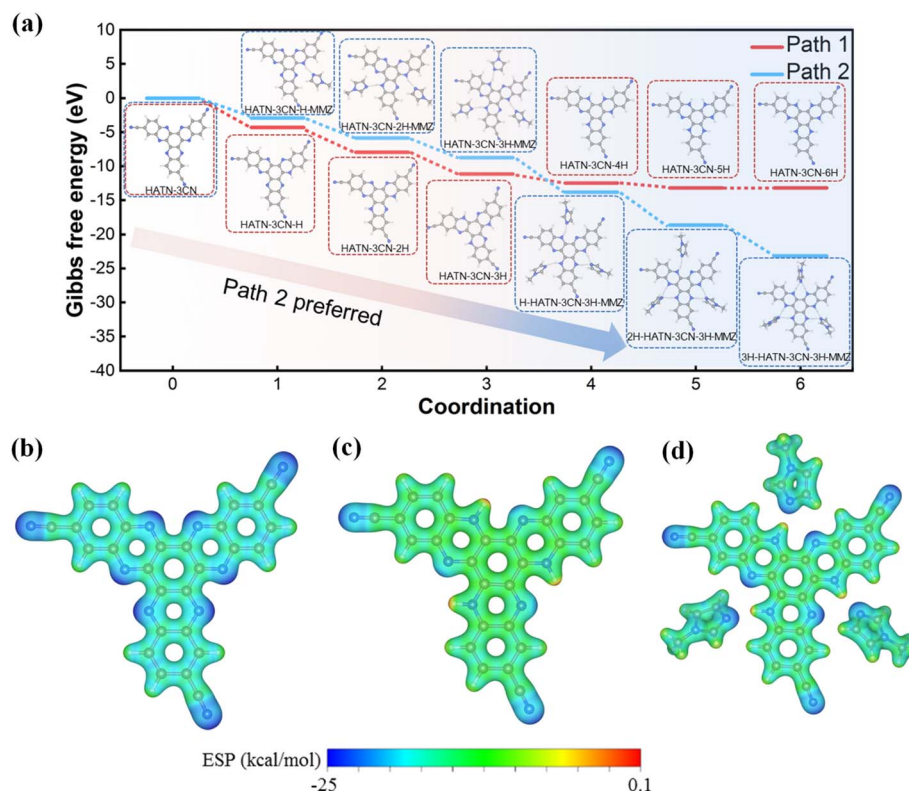 (a)
Gibbs free energy (eV)
10
5
0
-5
-10
-15
-20
-25
-30
-35
-40
Path 1
Path 2
HATN-3CN-H-MMZ
HATN-3CN-2H-MMZ
HATN-3CN-3H-MMZ
HATN-3CN-4H
HATN-3CN-5H
HATN-3CN-6H
HATN-3CN
HATN-3CN-H
HATN-3CN-2H
HATN-3CN-3H
H-HATN-3CN-3H-MMZ
2H-HATN-3CN-3H-MMZ
3H-HATN-3CN-3H-MMZ
Path 2 preferred
0 1 2 3 4 5 6
Coordination
(b) (c) (d)
ESP (kcal/mol)
-25 0.1